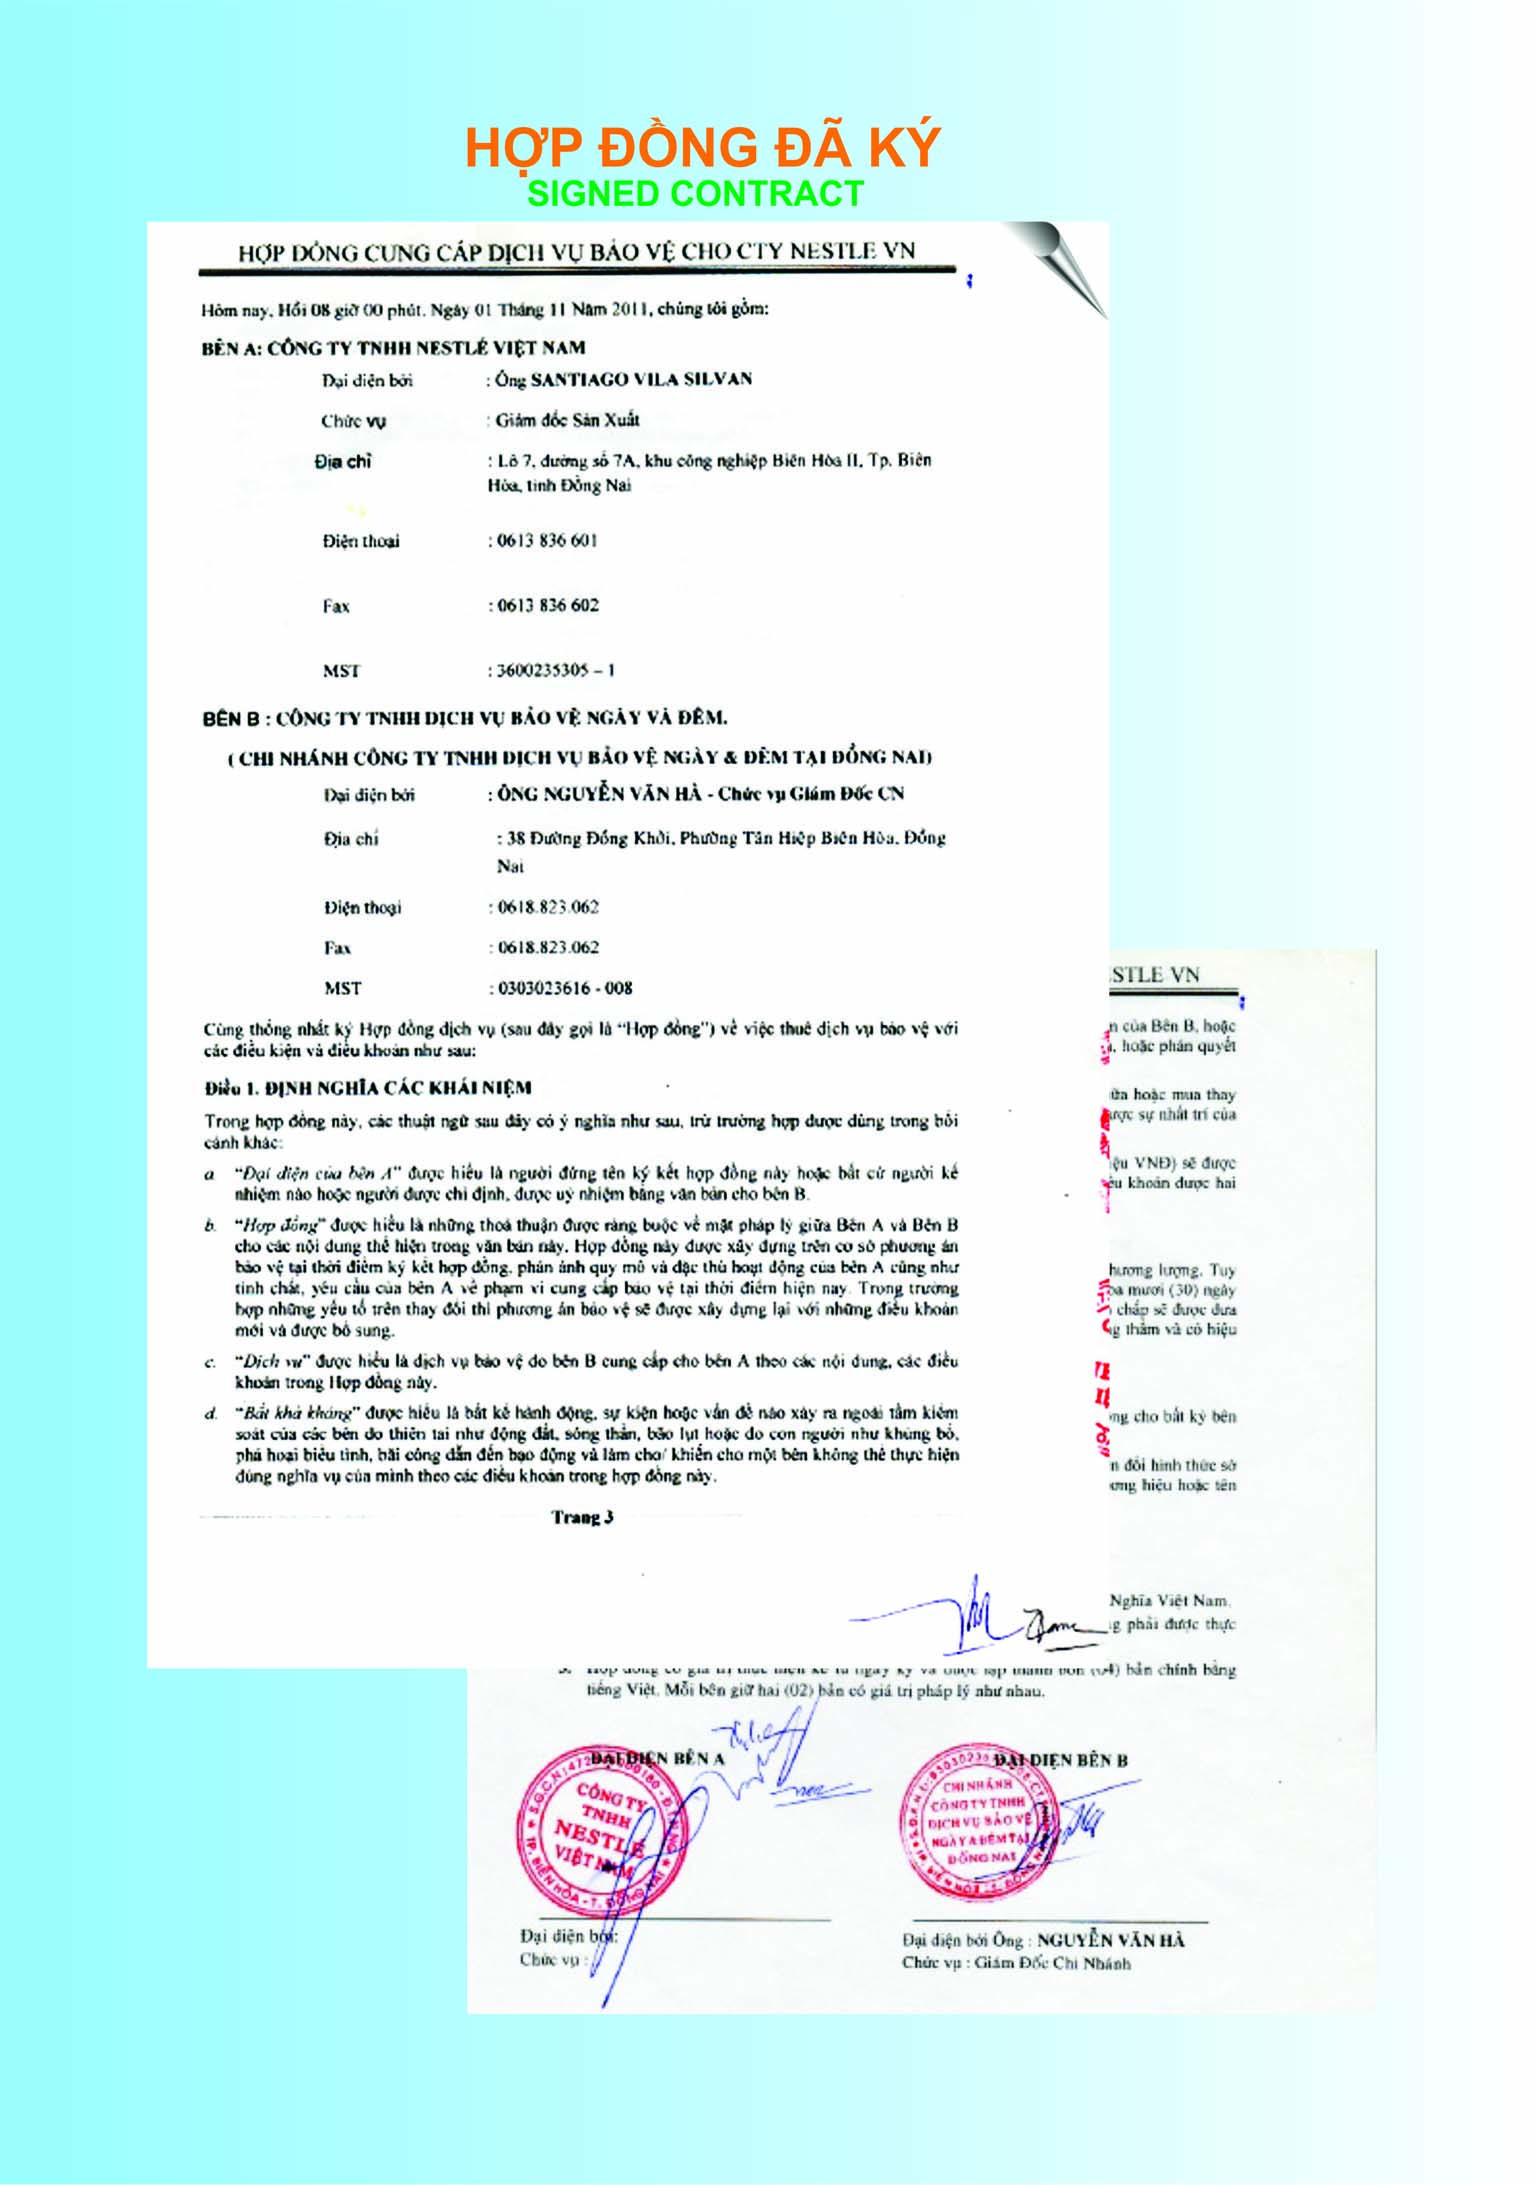 HỢP ĐỒNG ĐÃ KÝ
SIGNED CONTRACT
HỢP ĐỒNG CUNG CẤP DỊCH VỤ BẢO VỆ CHO CTY NESTLE VN
Hôm nay, Hồi 08 giờ 00 phút. Ngày 01 Tháng 11 Năm 2011, chúng tôi gồm:
BÊN A: CÔNG TY TNHH NESTLÉ VIỆT NAM
Đại diện bởi : Ông SANTIAGO VILA SILVAN
Chức vụ : Giám đốc Sản Xuất
Địa chỉ : Lô 7, đường số 7A, khu công nghiệp Biên Hòa II, Tp. Biên
Hòa, tỉnh Đồng Nai
Điện thoại : 0613 836 601
Fax : 0613 836 602
MST : 3600235305 – 1
BÊN B : CÔNG TY TNHH DỊCH VỤ BẢO VỆ NGÀY VÀ ĐÊM.
( CHI NHÁNH CÔNG TY TNHH DỊCH VỤ BẢO VỆ NGÀY & ĐÊM TẠI ĐỒNG NAI)
Đại diện bởi : ÔNG NGUYỄN VĂN HÀ - Chức vụ Giám Đốc CN
Địa chỉ : 38 Đường Đồng Khởi, Phường Tân Hiệp Biên Hòa, Đồng
Nai
Điện thoại : 0618.823.062
Fax : 0618.823.062
MST : 0303023616 - 008
Cùng thống nhất ký Hợp đồng dịch vụ (sau đây gọi là “Hợp đồng”) về việc thuê dịch vụ bảo vệ với
các điều kiện và điều khoản như sau:
Điều 1. ĐỊNH NGHĨA CÁC KHÁI NIỆM
Trong hợp đồng này, các thuật ngữ sau đây có ý nghĩa như sau, trừ trường hợp được dùng trong bối
cảnh khác:
a “Đại diện của bên A” được hiểu là người đứng tên ký kết hợp đồng này hoặc bất cứ người kế
nhiệm nào hoặc người được chỉ định, được uỷ nhiệm bằng văn bản cho bên B.
b. “Hợp đồng” được hiểu là những thoả thuận được ràng buộc về mặt pháp lý giữa Bên A và Bên B
cho các nội dung thể hiện trong văn bản này. Hợp đồng này được xây dựng trên cơ sở phương án
bảo vệ tại thời điểm ký kết hợp đồng, phản ánh quy mô và đặc thù hoạt động của bên A cũng như
tính chất, yêu cầu của bên A về phạm vi cung cấp bảo vệ tại thời điểm hiện nay. Trong trường
hợp những yếu tố trên thay đổi thì phương án bảo vệ sẽ được xây dựng lại với những điều khoản
mới và được bổ sung.
c. “Dịch vụ” được hiểu là dịch vụ bảo vệ do bên B cung cấp cho bên A theo các nội dung, các điều
khoản trong Hợp đồng này.
d. “Bất khả kháng” được hiểu là bất kể hành động, sự kiện hoặc vấn đề nào xảy ra ngoài tầm kiểm
soát của các bên do thiên tai như động đất, sóng thần, bão lụt hoặc do con người như khủng bố,
phá hoại biểu tình, bãi công dẫn đến bạo động và làm cho/ khiến cho một bên không thể thực hiện
đúng nghĩa vụ của mình theo các điều khoản trong hợp đồng này.
Trang 3
STLE VN
của Bên B, hoặc
hoặc phán quyết
hoặc mua thay
được sự nhất trí của
VNĐ) sẽ được
khoản được hai
hương lượng. Tuy
mươi (30) ngày
chấp sẽ được đưa
thẩm và có hiệu
cho bất kỳ bên
đổi hình thức sở
hiệu hoặc tên
Nghĩa Việt Nam.
phải được thực
3. Hợp đồng có giá trị thực hiện kể từ ngày ký và được lập thành bốn (04) bản chính bằng
tiếng Việt. Mỗi bên giữ hai (02) bản có giá trị pháp lý như nhau.
ĐẠI DIỆN BÊN A
ĐẠI DIỆN BÊN B
CÔNG TY
TNHH
NESTLÉ
VIỆT NAM
TP. BIÊN HÒA - T. ĐỒNG NAI
CHI NHÁNH
CÔNG TY TNHH
DỊCH VỤ BẢO VỆ
NGÀY & ĐÊM TẠI
ĐỒNG NAI
Đại diện bởi:
Chức vụ :
Đại diện bởi Ông : NGUYỄN VĂN HÀ
Chức vụ : Giám Đốc Chi Nhánh